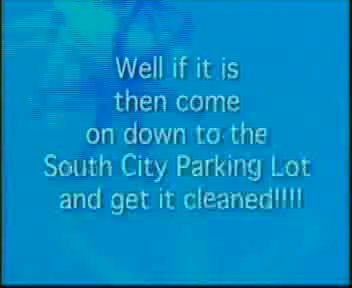 Well if it is
then come
on down to the
South City Parking Lot
and get it cleaned!!!!